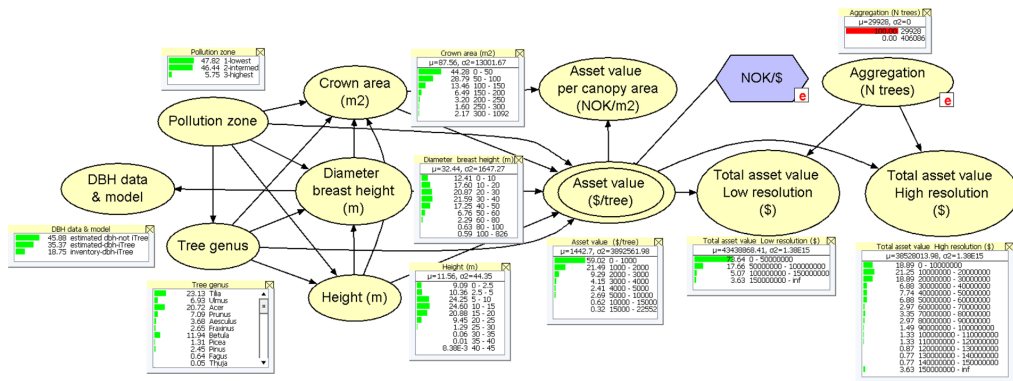 Aggregation (N trees)
μ=29928, σ2=0
100.00 29928
0.00 406086
Pollution zone
47.82 1-lowest
46.44 2-intermed
5.75 3-highest
Crown area (m2)
μ=87.56, σ2=13001.67
44.28 0 - 50
28.79 50 - 100
13.46 100 - 150
6.49 150 - 200
3.20 200 - 250
1.60 250 - 300
2.17 300 - 1092
Crown area
(m2)
Asset value
per canopy area
(NOK/m2)
NOK/$
e
Aggregation
(N trees)
e
Pollution zone
DBH data
& model
Diameter
breast height
(m)
Diameter breast height (m)
μ=32.44, σ2=1647.27
12.41 0 - 10
17.60 10 - 20
20.87 20 - 30
21.59 30 - 40
17.25 40 - 50
6.76 50 - 60
2.29 60 - 80
0.63 80 - 100
0.59 100 - 826
Asset value
($/tree)
Total asset value
Low resolution
($)
Total asset value
High resolution
($)
Tree genus
Height (m)
DBH data & model
45.88 estimated dbh-not iTree
35.37 estimated-dbh-iTree
18.75 inventory-dbh-iTree
Tree genus
23.13 Tilia
6.93 Ulmus
20.72 Acer
7.09 Prunus
3.68 Aesculus
2.65 Fraxinus
11.94 Betula
1.31 Picea
2.45 Pinus
0.64 Fagus
0.05 Thuja
Height (m)
μ=11.56, σ2=44.35
9.09 0 - 2.5
10.36 2.5 - 5
24.25 5 - 10
24.60 10 - 15
20.88 15 - 20
9.45 20 - 25
1.29 25 - 30
0.06 30 - 35
0.01 35 - 40
8.38E-3 40 - 45
Asset value ($/tree)
μ=1442.7, σ2=3892561.98
59.02 0 - 1000
21.49 1000 - 2000
9.29 2000 - 3000
4.15 3000 - 4000
2.41 4000 - 5000
2.69 5000 - 10000
0.62 10000 - 15000
0.32 15000 - 22552
Total asset value Low resolution ($)
μ=43438868.41, σ2=1.38E15
73.64 0 - 50000000
17.66 50000000 - 100000000
5.07 100000000 - 150000000
3.63 150000000 - inf
Total asset value High resolution ($)
μ=38528013.98, σ2=1.38E15
18.89 0 - 10000000
21.25 10000000 - 20000000
18.89 20000000 - 30000000
6.88 30000000 - 40000000
7.74 40000000 - 50000000
6.88 50000000 - 60000000
2.97 60000000 - 70000000
3.35 70000000 - 80000000
2.97 80000000 - 90000000
1.49 90000000 - 100000000
1.33 100000000 - 110000000
1.33 110000000 - 120000000
0.87 120000000 - 130000000
0.77 130000000 - 140000000
0.77 140000000 - 150000000
3.63 150000000 - inf